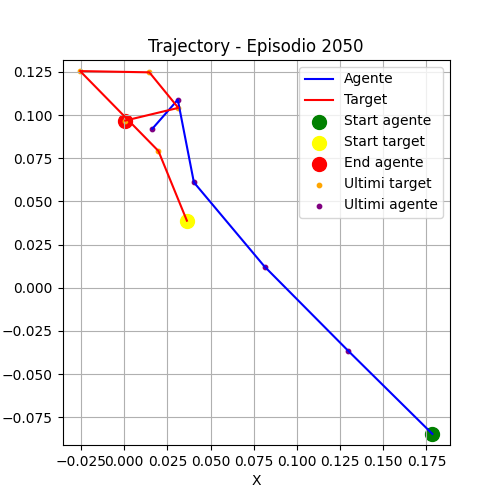 Trajectory - Episodio 2050
Agente
Target
Start agente
Start target
End agente
Ultimi target
Ultimi agente
0.125
0.100
0.075
0.050
0.025
0.000
−0.025
−0.050
−0.075
−0.025 0.000 0.025 0.050 0.075 0.100 0.125 0.150 0.175
X